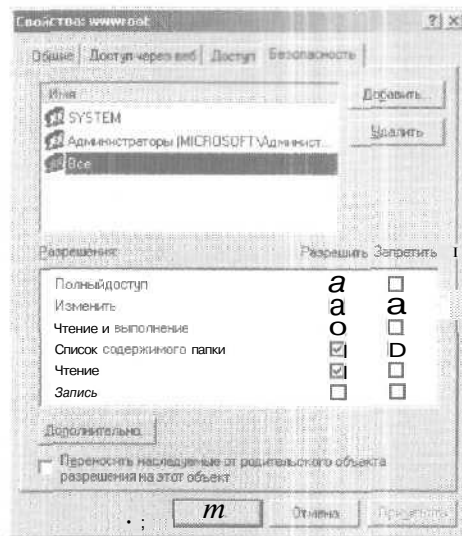 Свойства: wwwroot ? ×
Общие Доступ через веб Доступ Безопасность
Имя
Добавить...
SYSTEM
Удалить
Администраторы (MICROSOFT\Админист...
Все
Разрешения: Разрешить Запретить I
Полныйдоступ a
Изменить a a
Чтение и выполнение о
Список содержимого папки D
Чтение
Запись
Дополнительно...
Переносить наследуемые от родительского объекта
разрешения на этот объект
• ; m Отмена Применить